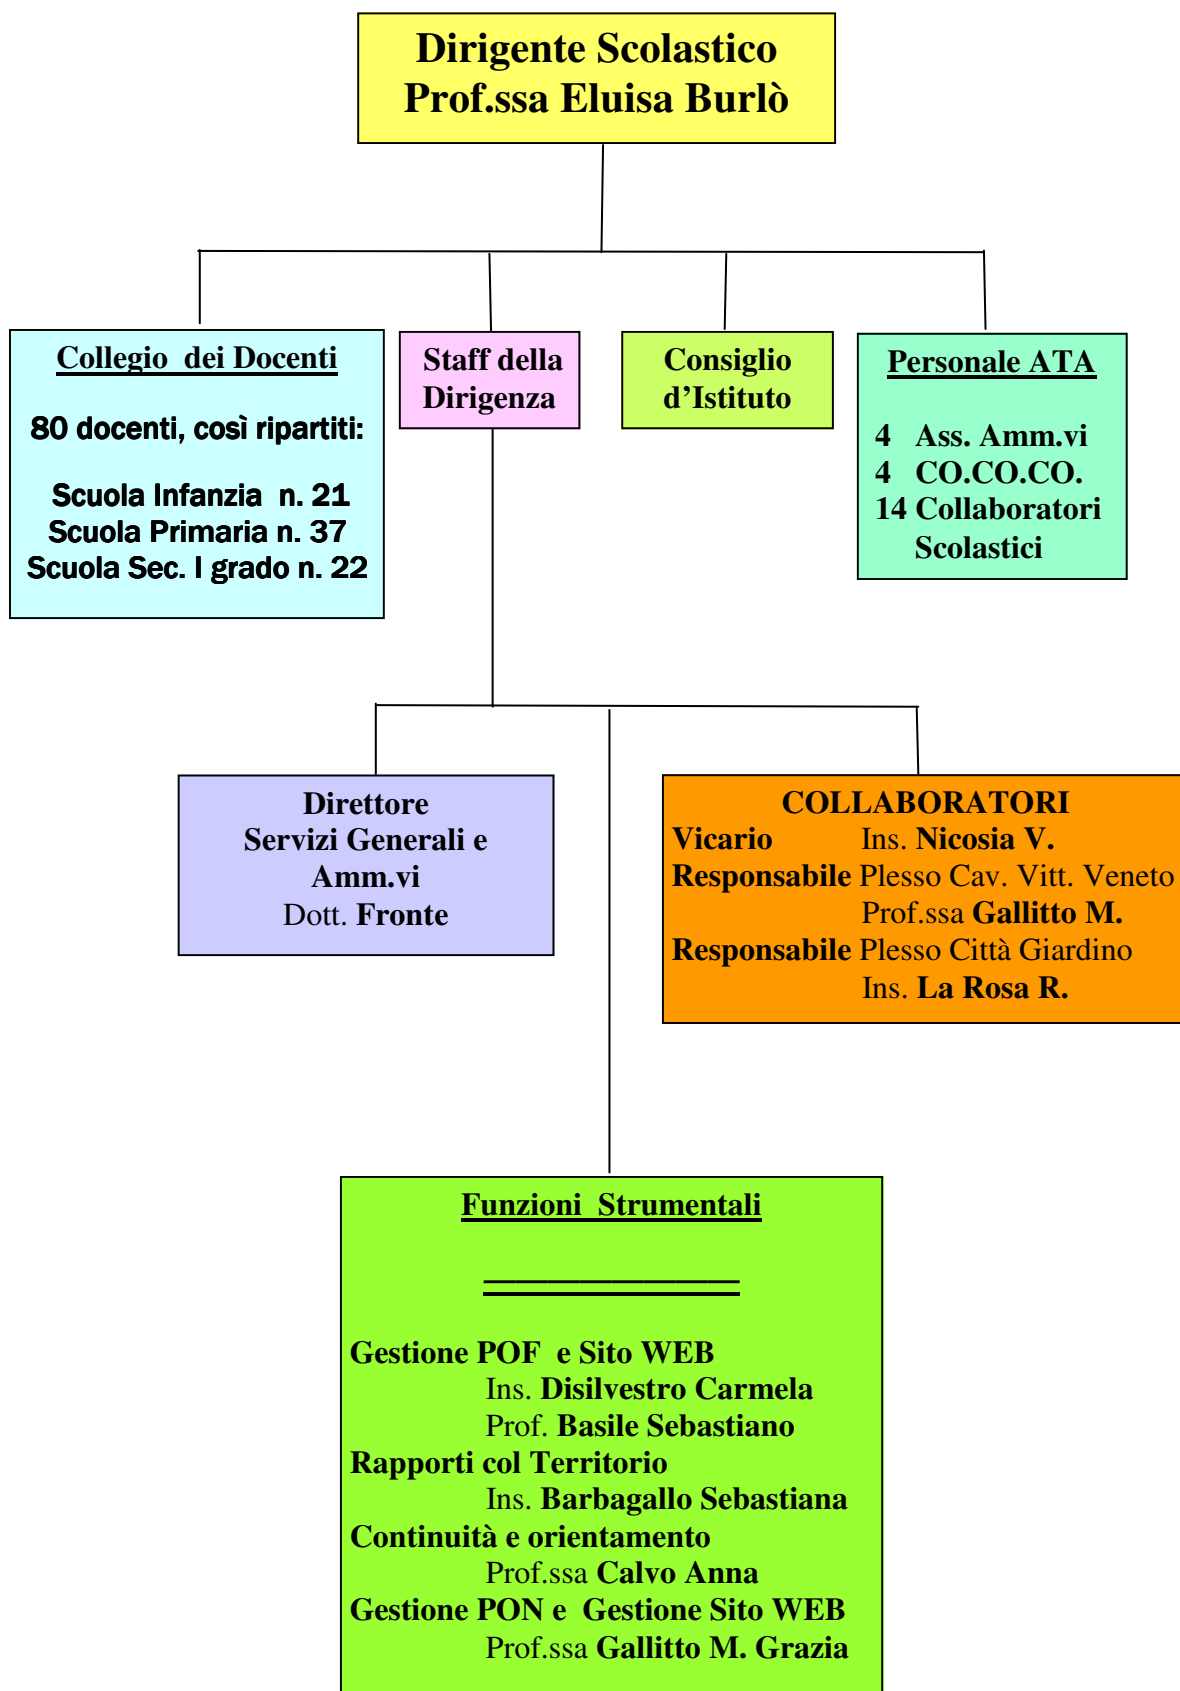 Dirigente Scolastico
Prof.ssa Eluisa Burlò
Collegio dei Docenti
80 docenti, così ripartiti:
Scuola Infanzia n. 21
Scuola Primaria n. 37
Scuola Sec. I grado n. 22
Staff della
Dirigenza
Consiglio
d’Istituto
Personale ATA
4 Ass. Amm.vi
4 CO.CO.CO.
14 Collaboratori
Scolastici
Direttore
Servizi Generali e
Amm.vi
Dott. Fronte
COLLABORATORI
Vicario Ins. Nicosia V.
Responsabile Plesso Cav. Vitt. Veneto
Prof.ssa Gallitto M.
Responsabile Plesso Città Giardino
Ins. La Rosa R.
Funzioni Strumentali
Gestione POF e Sito WEB
Ins. Disilvestro Carmela
Prof. Basile Sebastiano
Rapporti col Territorio
Ins. Barbagallo Sebastiana
Continuità e orientamento
Prof.ssa Calvo Anna
Gestione PON e Gestione Sito WEB
Prof.ssa Gallitto M. Grazia